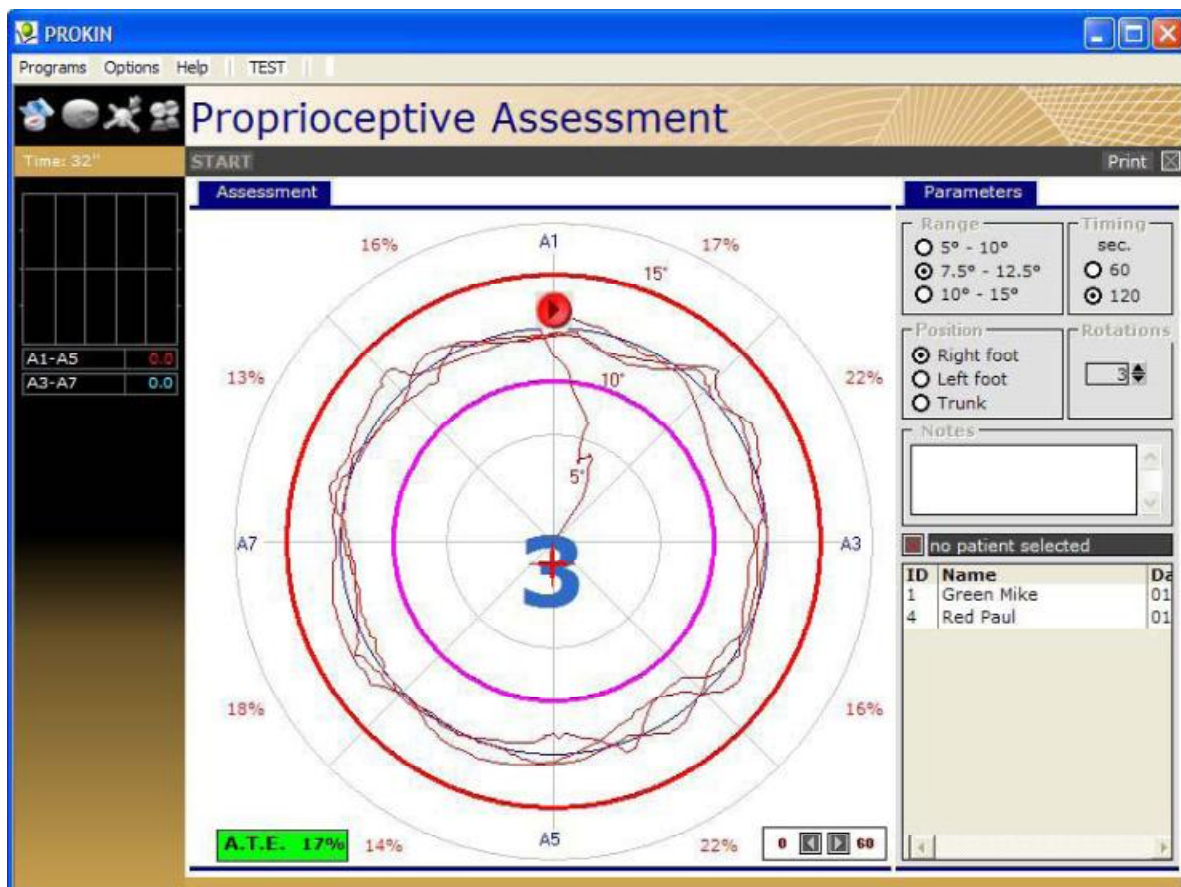 PROKIN
Programs Options Help TEST
Proprioceptive Assessment
Time: 32"
START
Print
A1-A5 0.0
A3-A7 0.0
Assessment
16%
A1
17%
15°
13%
10°
22%
5°
A7
3
A3
18%
16%
A.T.E. 17%
14%
A5
22%
0 60
Parameters
Range
5° - 10°
7.5° - 12.5°
10° - 15°
Timing
sec.
60
120
Position
Right foot
Left foot
Trunk
Rotations
3
Notes
no patient selected
ID Name Da
1 Green Mike 01
4 Red Paul 01